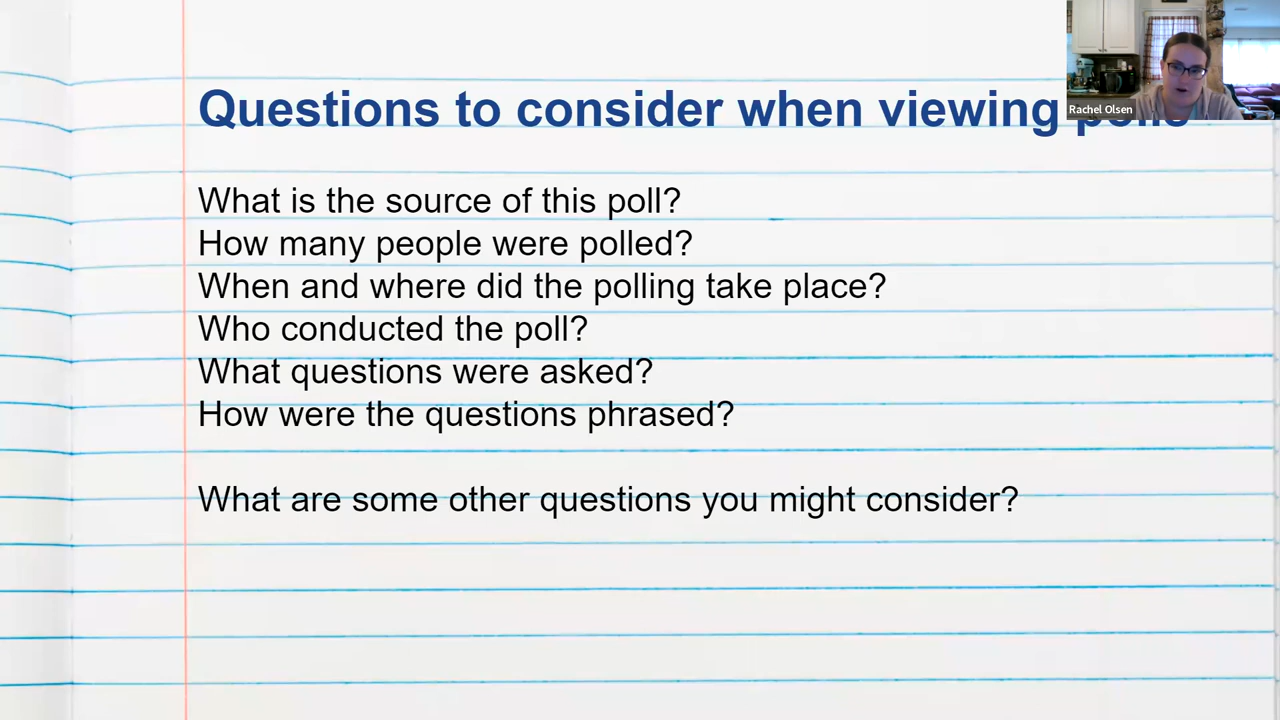 Questions to consider when viewing
Rachel Olsen
What is the source of this poll?
How many people were polled?
When and where did the polling take place?
Who conducted the poll?
What questions were asked?
How were the questions phrased?
What are some other questions you might consider?